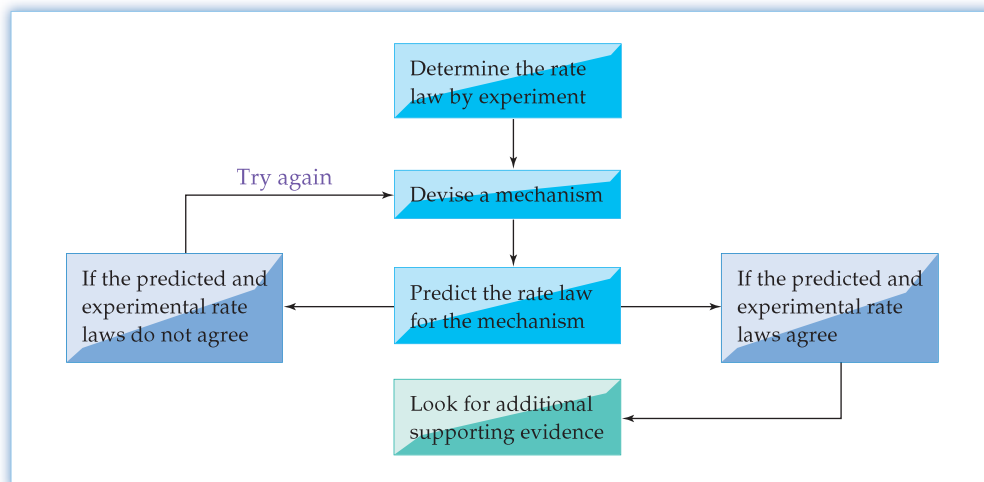 Determine the rate
law by experiment
Try again
Devise a mechanism
If the predicted and
experimental rate
laws do not agree
Predict the rate law
for the mechanism
If the predicted and
experimental rate
laws agree
Look for additional
supporting evidence